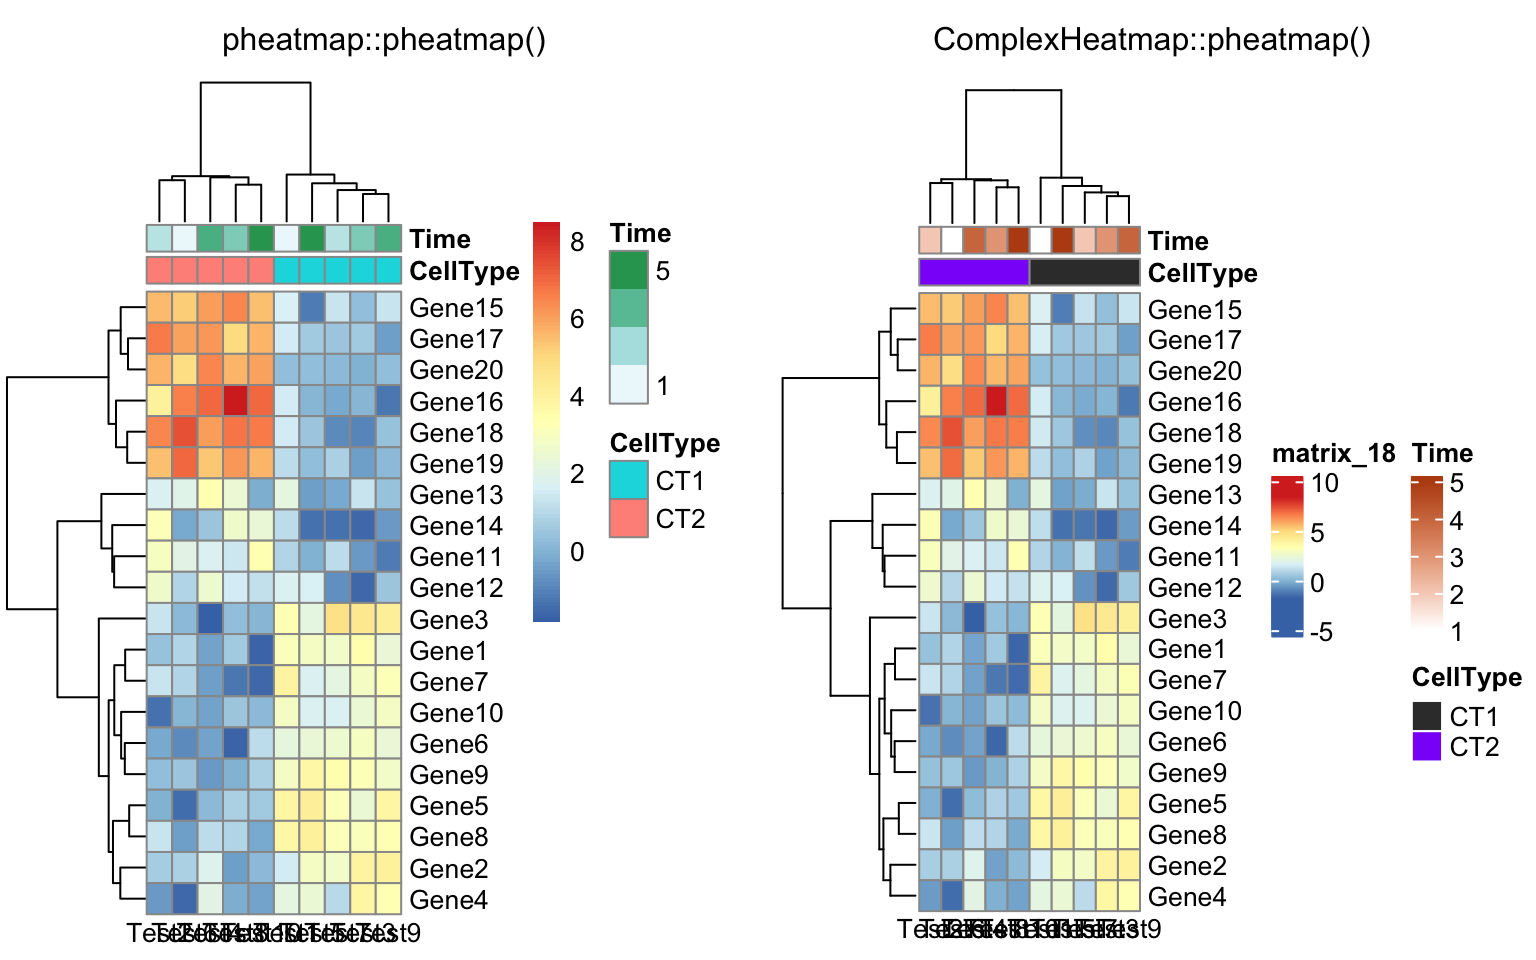 pheatmap::pheatmap()
Time
CellType
Gene15
Gene17
Gene20
Gene16
Gene18
Gene19
Gene13
Gene14
Gene11
Gene12
Gene3
Gene1
Gene7
Gene10
Gene6
Gene9
Gene5
Gene8
Gene2
Gene4
8
6
4
2
0
Time
5
1
CellType
CT1
CT2
ComplexHeatmap::pheatmap()
Time
CellType
Gene15
Gene17
Gene20
Gene16
Gene18
Gene19
Gene13
Gene14
Gene11
Gene12
Gene3
Gene1
Gene7
Gene10
Gene6
Gene9
Gene5
Gene8
Gene2
Gene4
matrix_18
10
5
0
-5
Time
5
4
3
2
1
CellType
CT1
CT2